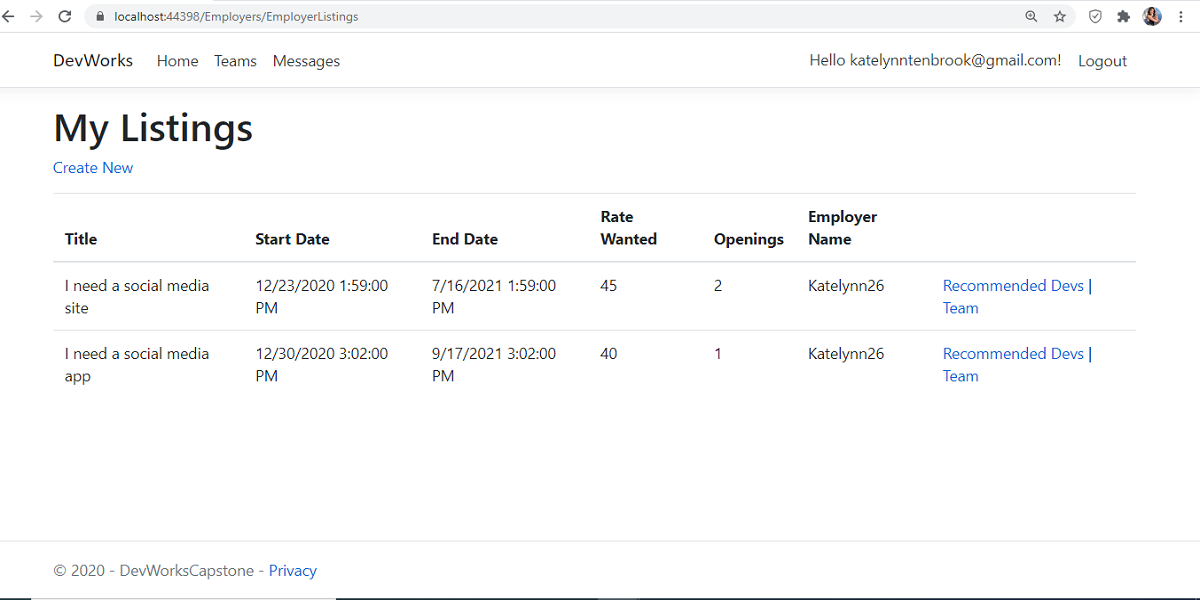 localhost:44398/Employers/EmployerListings
DevWorks Home Teams Messages Hello katelynntenbrook@gmail.com! Logout
My Listings
Create New
Title Start Date End Date Rate Wanted Openings Employer Name
I need a social media site 12/23/2020 1:59:00 PM 7/16/2021 1:59:00 PM 45 2 Katelynn26 Recommended Devs | Team
I need a social media app 12/30/2020 3:02:00 PM 9/17/2021 3:02:00 PM 40 1 Katelynn26 Recommended Devs | Team
© 2020 - DevWorksCapstone - Privacy